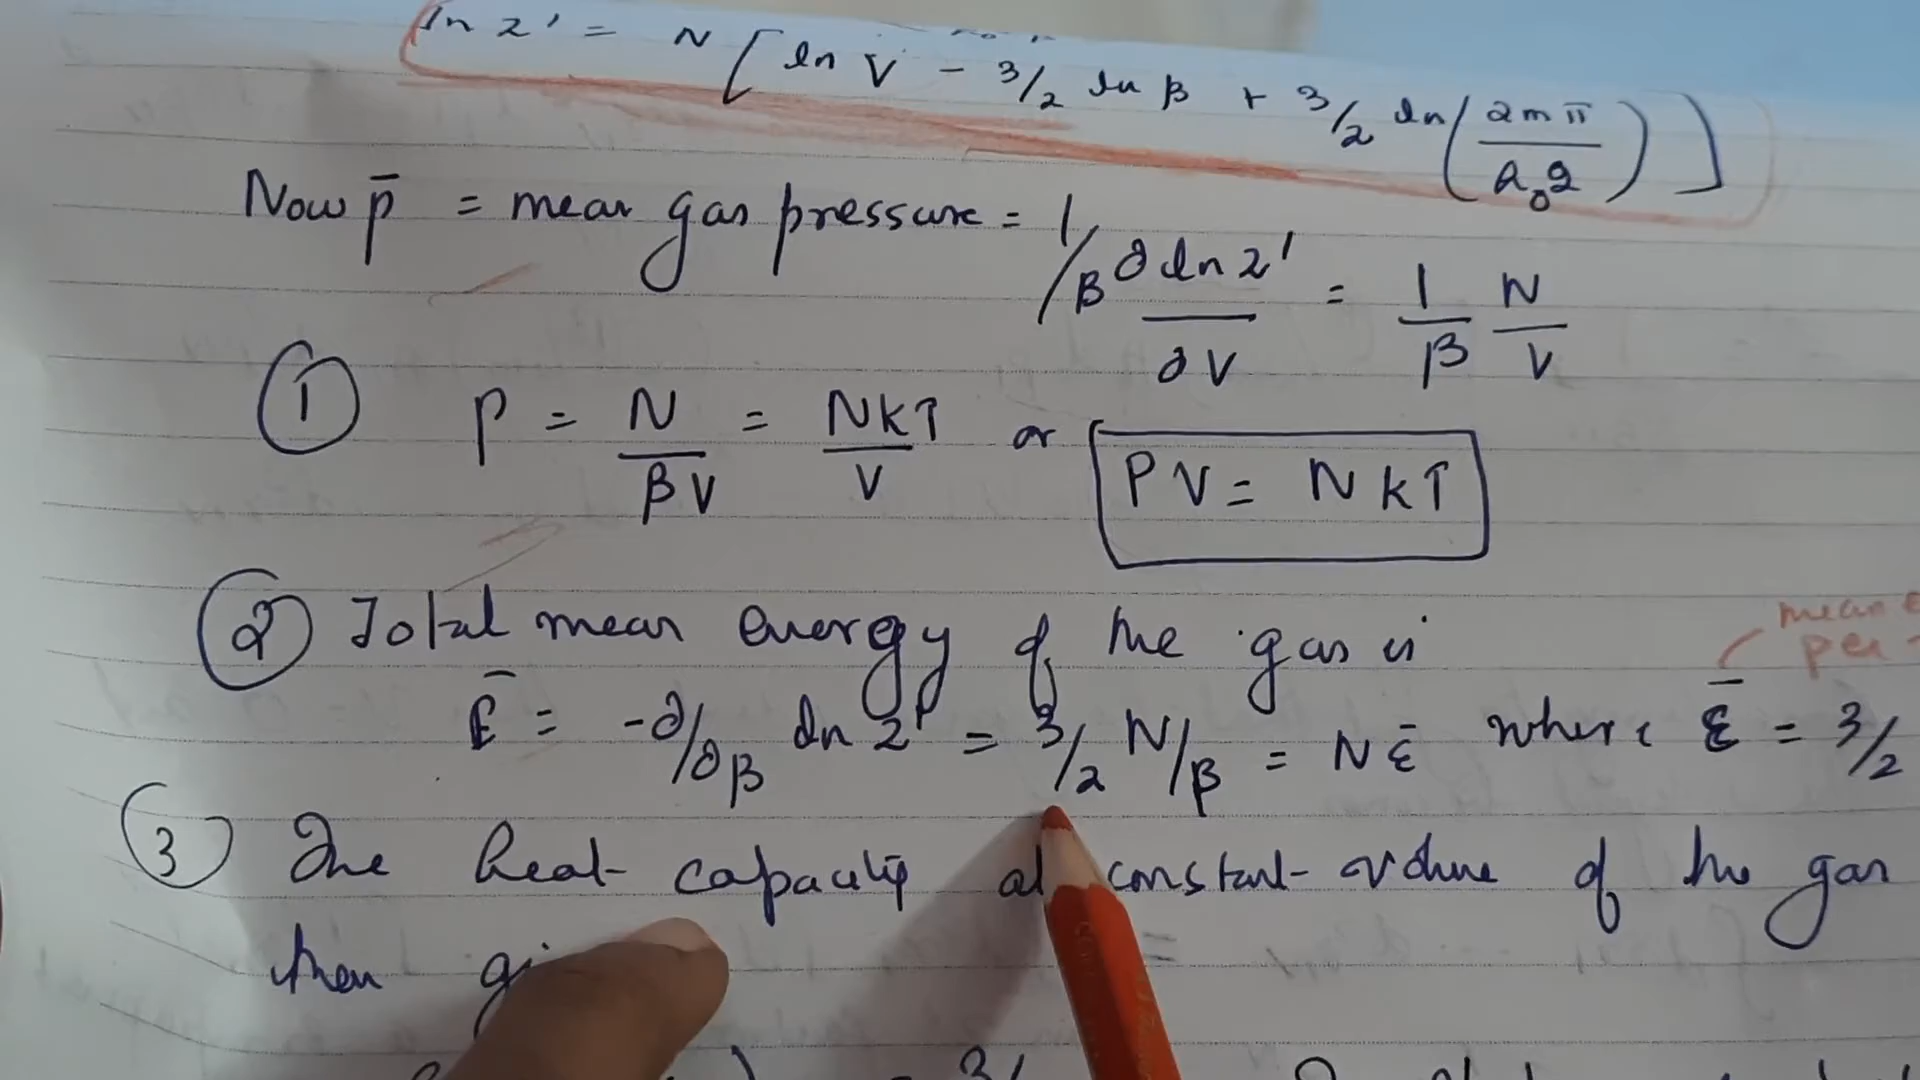 ln Z' = N [ ln V - 3/2 ln β + 3/2 ln ( 2mπ / h₀² ) ]
Now p̄ = mean gas pressure = 1/β ∂ ln Z' / ∂V = 1/β N/V
① P = N/βV = NkT/V or PV = NkT
② Total mean energy of the gas is
mean
per
Ē = -∂/∂β ln Z' = 3/2 N/β = N ε̄ where ε̄ = 3/2
③ The heat capacity at constant volume of the gas
then